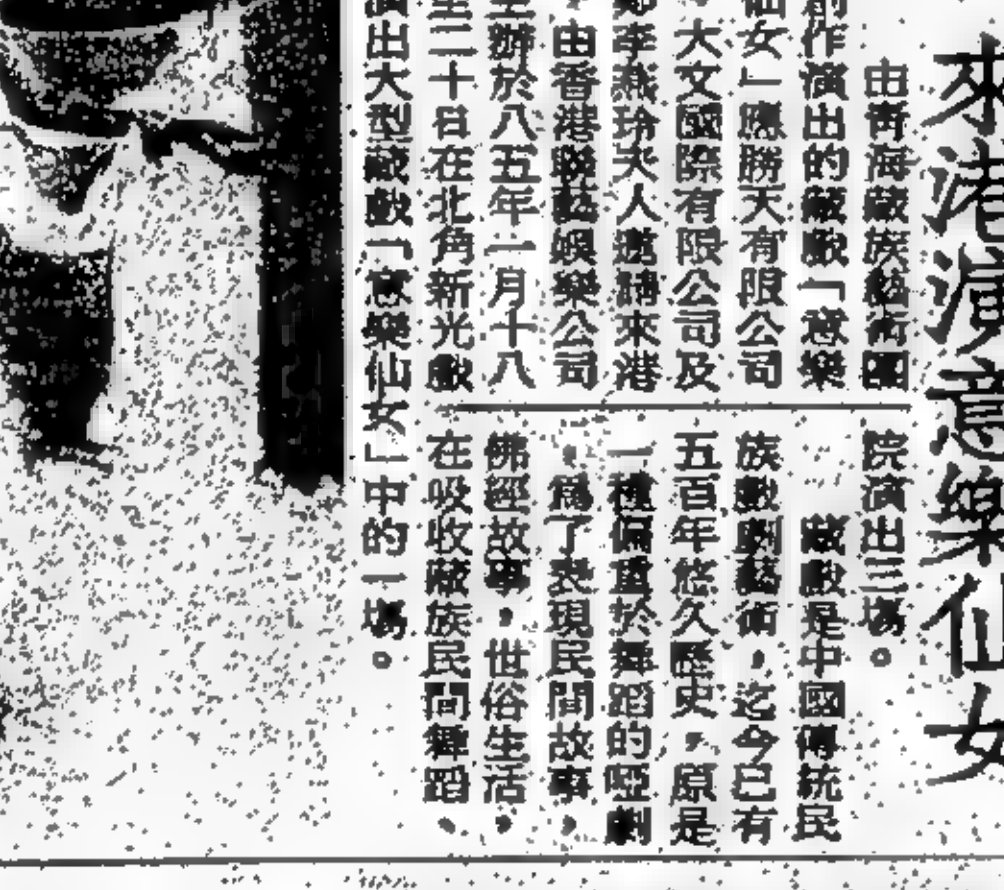 來港演意樂仙女
由青海藏族藝術團
創作演出的藏戲「意樂
仙女」應勝天有限公司
、大文國際有限公司及
鄭李燕玲夫人邀請來港
,由香港聯藝娛樂公司
主辦於八五年一月十八
至二十日在北角新光戲
院演出三場。
藏戲是中國傳統民
族戲劇藝術,迄今已有
五百年悠久歷史,原是
一種偏重於舞蹈的啞劇
,爲了表現民間故事,
佛經故事,世俗生活,
在吸收藏族民間舞蹈、
演出大型藏戲「意樂仙女」中的一場。